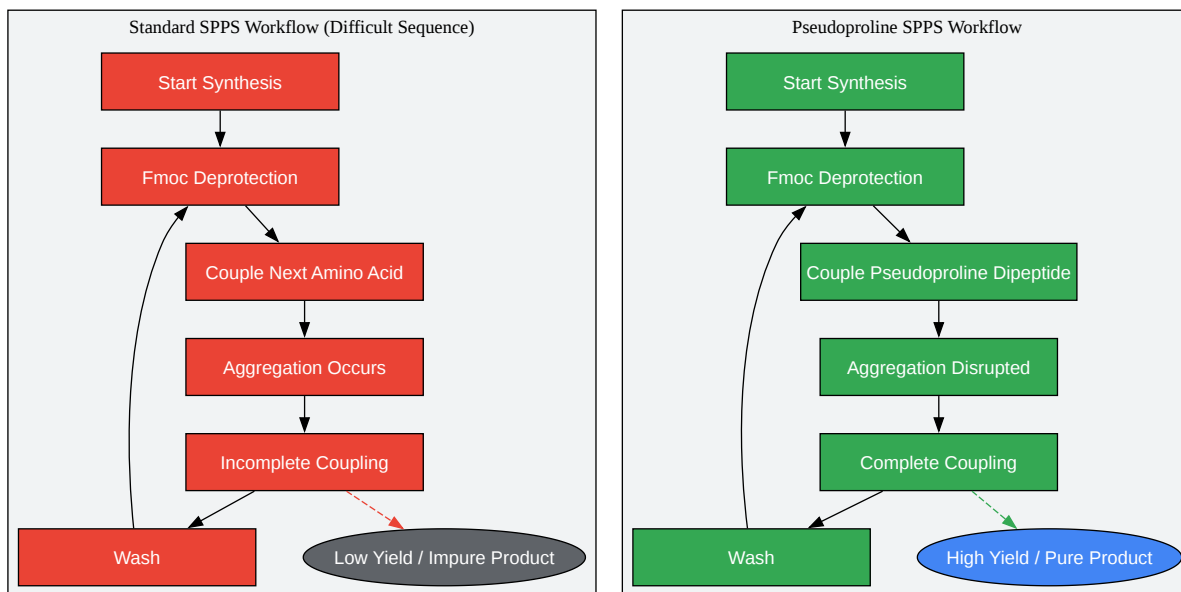 Standard SPPS Workflow (Difficult Sequence)
Start Synthesis
Fmoc Deprotection
Couple Next Amino Acid
Aggregation Occurs
Incomplete Coupling
Wash
Low Yield / Impure Product
Pseudoproline SPPS Workflow
Start Synthesis
Fmoc Deprotection
Couple Pseudoproline Dipeptide
Aggregation Disrupted
Complete Coupling
Wash
High Yield / Pure Product